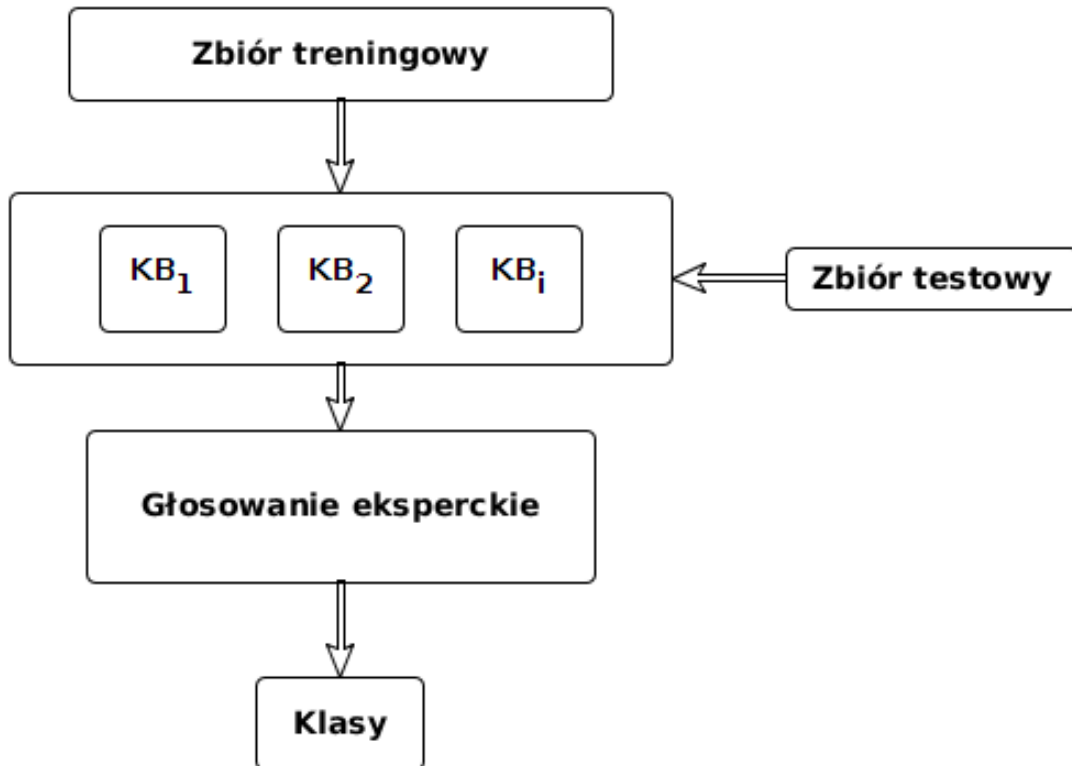 Zbiór treningowy
KB1 KB2 KBi
Zbiór testowy
Głosowanie eksperckie
Klasy